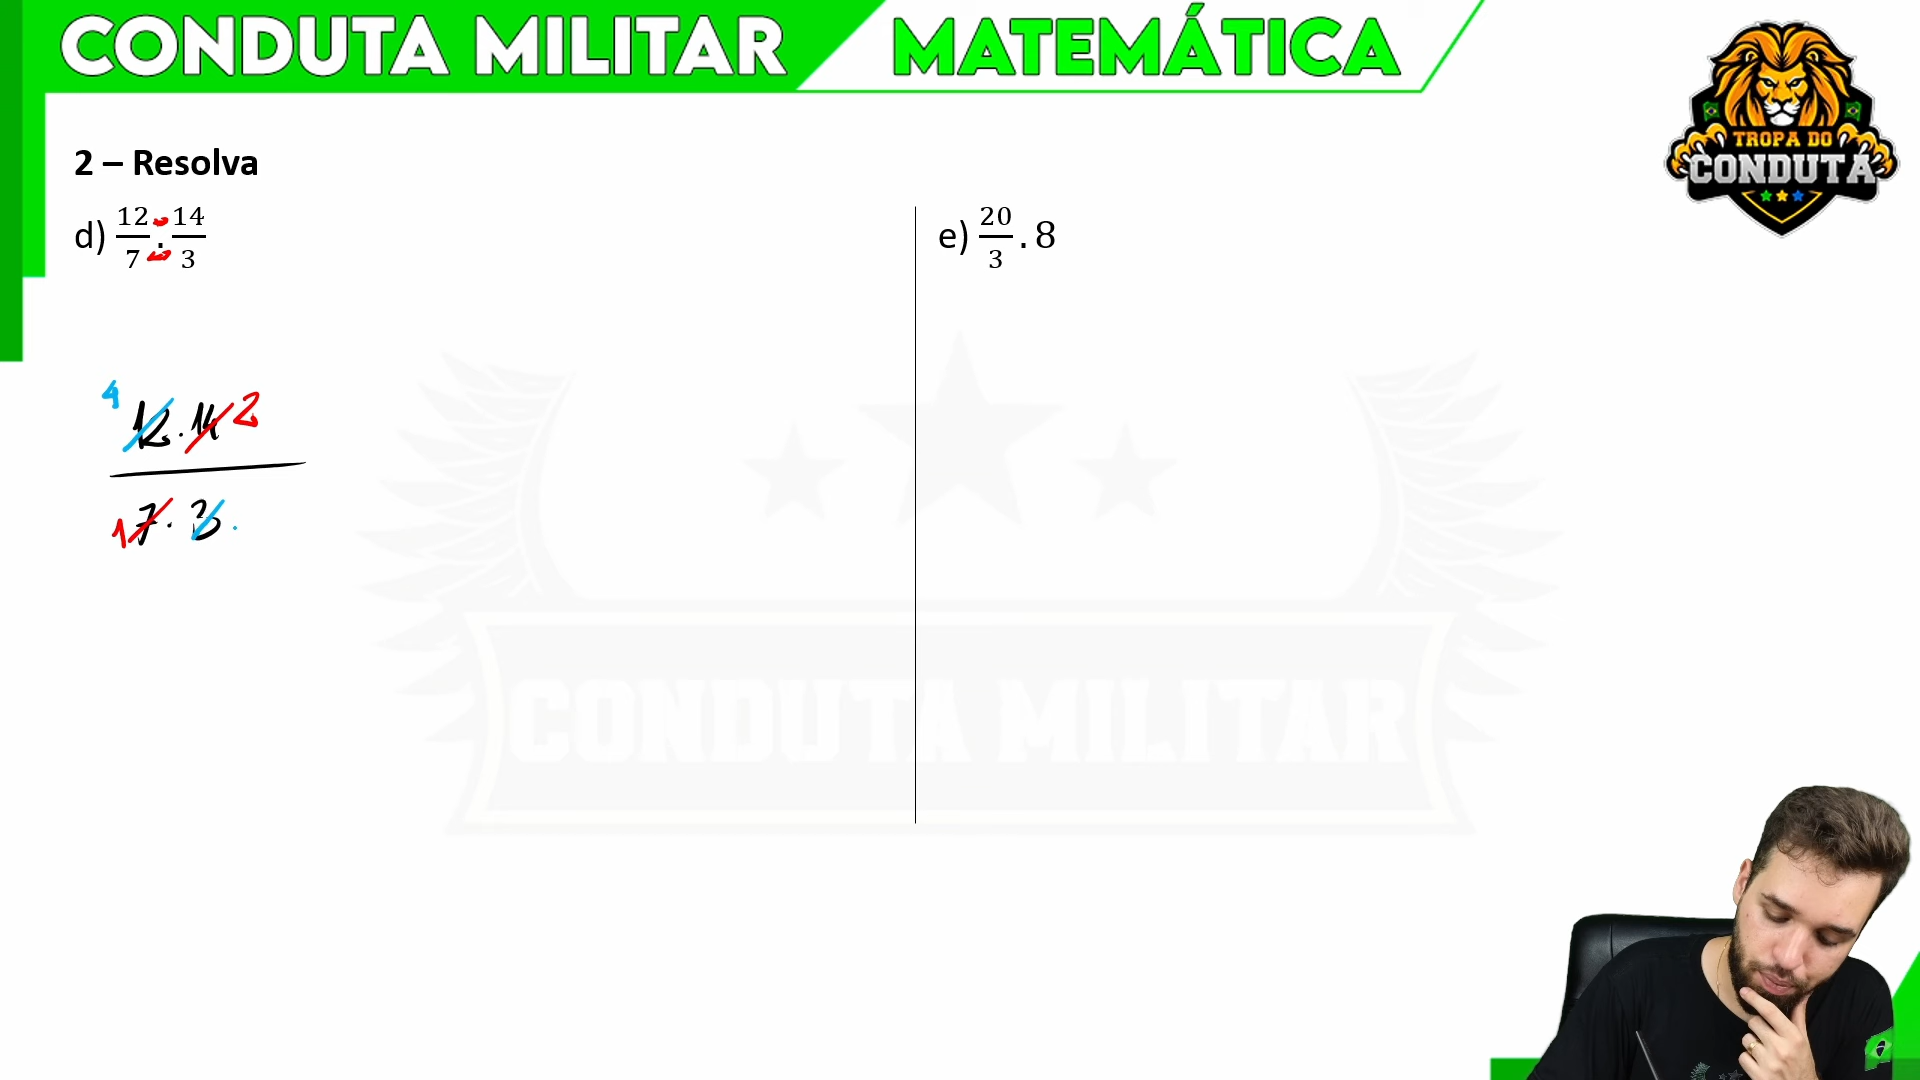 CONDUTA MILITAR MATEMÁTICA
TROPA DO
CONDUTA
2 – Resolva
d) 12/7 . 14/3
e) 20/3 . 8
4 12 . 14 2
1 7 . 3 .
CONDUTA MILITAR